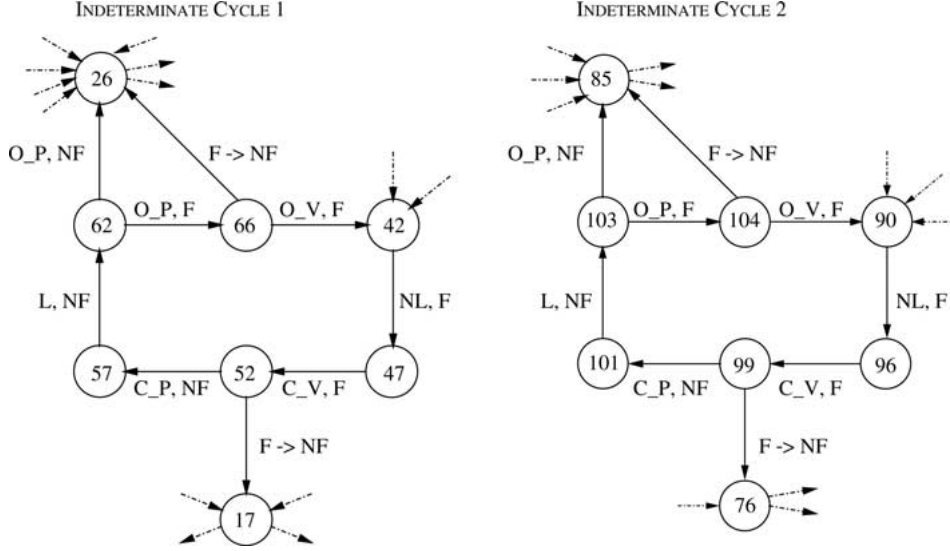 INDETERMINATE CYCLE 1
26
O_P, NF
F -> NF
62
O_P, F
66
O_V, F
42
L, NF
NL, F
57
C_P, NF
52
C_V, F
47
F -> NF
17
INDETERMINATE CYCLE 2
85
O_P, NF
F -> NF
103
O_P, F
104
O_V, F
90
L, NF
NL, F
101
C_P, NF
99
C_V, F
96
F -> NF
76